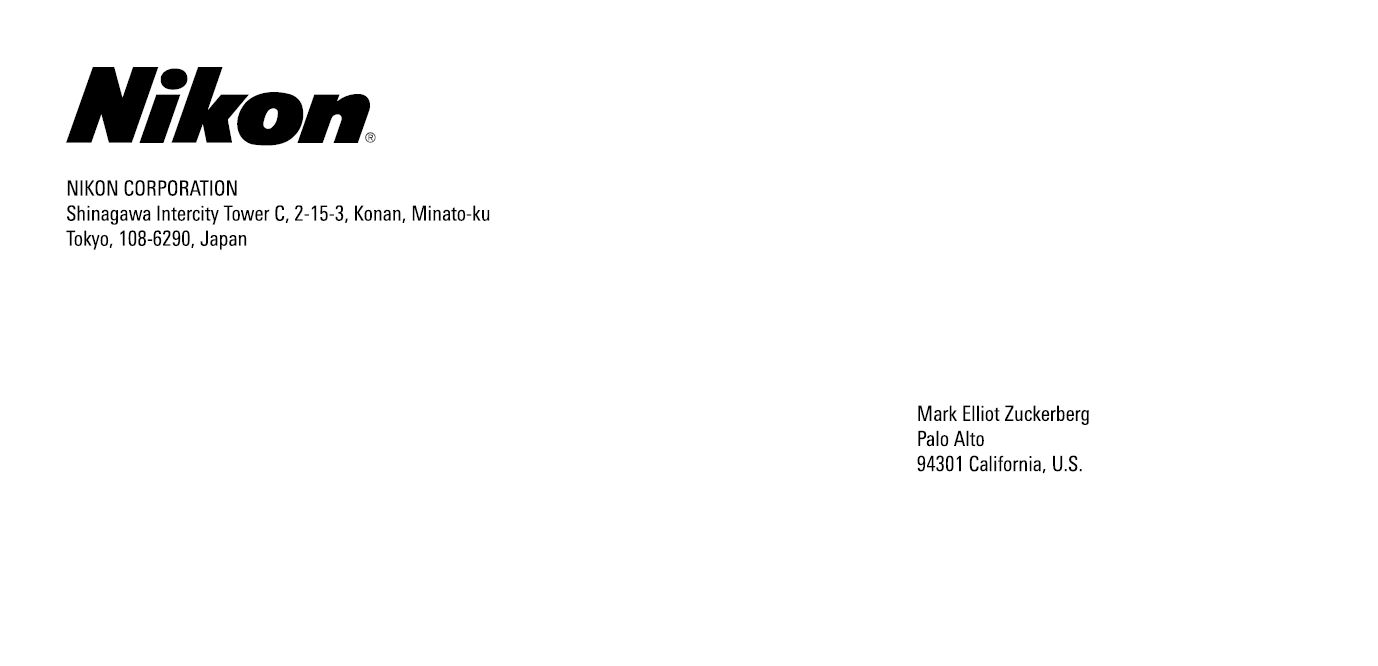 Nikon®
NIKON CORPORATION
Shinagawa Intercity Tower C, 2-15-3, Konan, Minato-ku
Tokyo, 108-6290, Japan
Mark Elliot Zuckerberg
Palo Alto
94301 California, U.S.